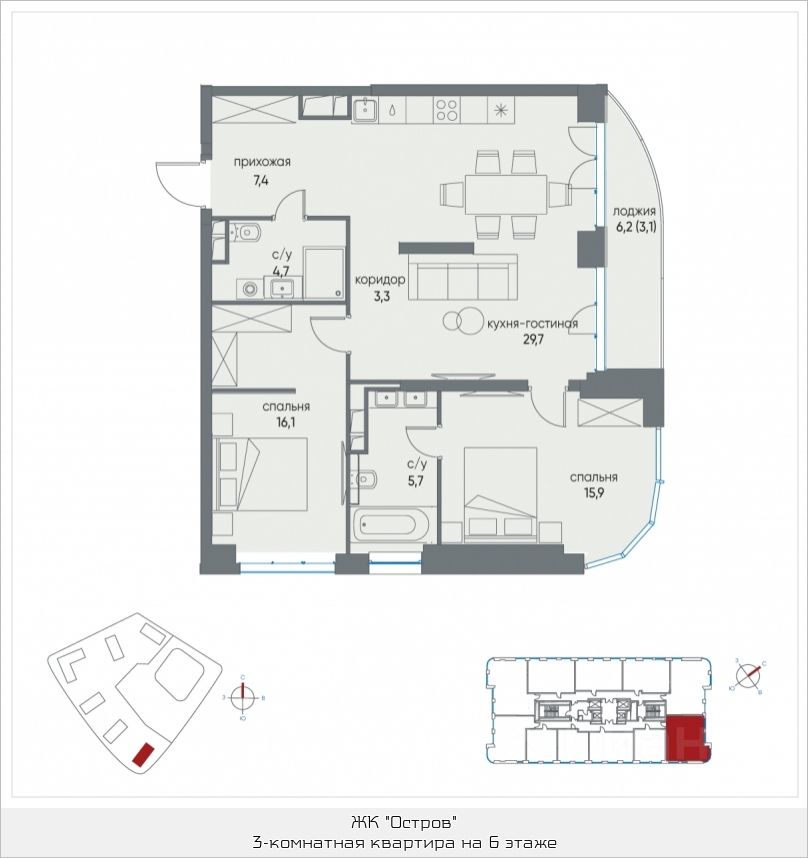 прихожая
7,4
лоджия
6,2 (3,1)
с/у
4,7
коридор
3,3
кухня-гостиная
29,7
спальня
16,1
с/у
5,7
спальня
15,9
С
З
В
Ю
З
С
Ю
В
ЖК "Остров"
3-комнатная квартира на 6 этаже